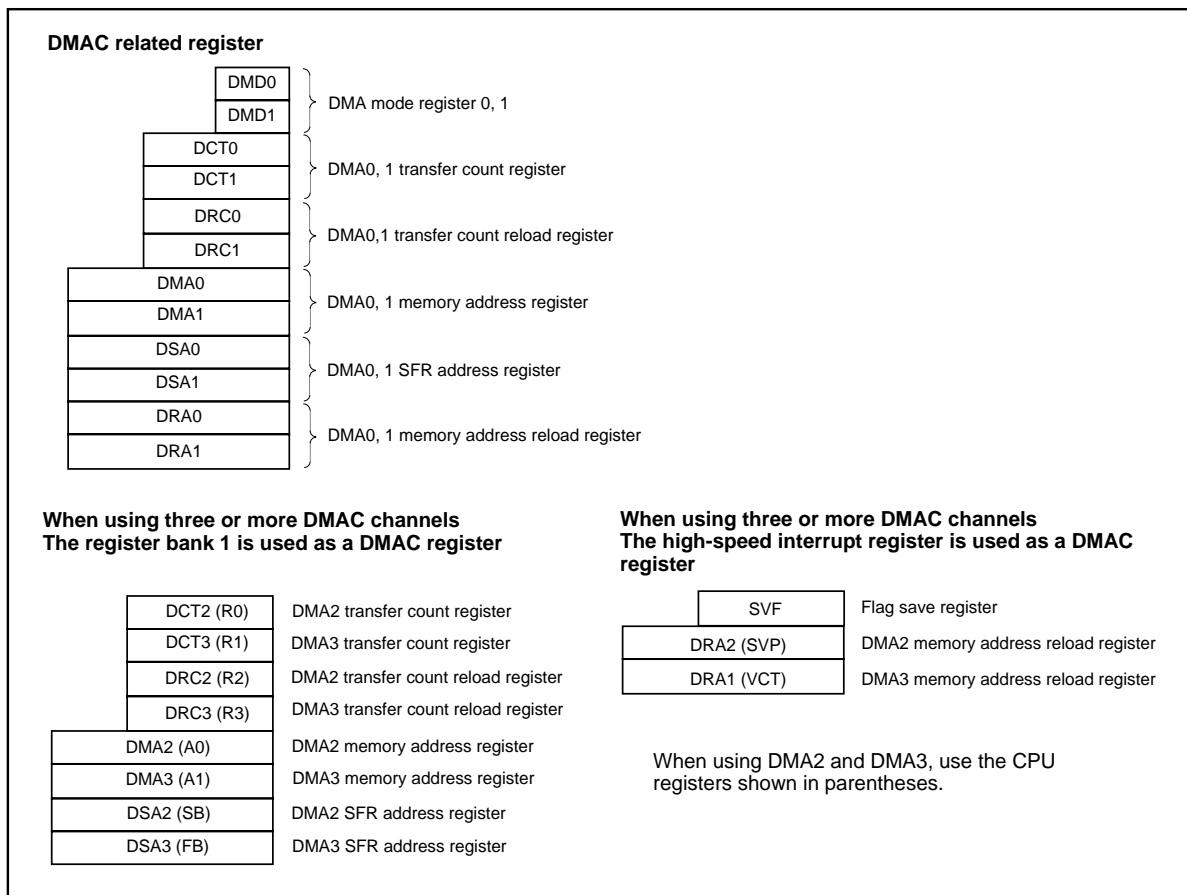 DMAC related register
DMD0
DMD1
DMA mode register 0, 1
DCT0
DCT1
DMA0, 1 transfer count register
DRC0
DRC1
DMA0,1 transfer count reload register
DMA0
DMA1
DMA0, 1 memory address register
DSA0
DSA1
DMA0, 1 SFR address register
DRA0
DRA1
DMA0, 1 memory address reload register
When using three or more DMAC channels
The register bank 1 is used as a DMAC register
DCT2 (R0) DMA2 transfer count register
DCT3 (R1) DMA3 transfer count register
DRC2 (R2) DMA2 transfer count reload register
DRC3 (R3) DMA3 transfer count reload register
DMA2 (A0) DMA2 memory address register
DMA3 (A1) DMA3 memory address register
DSA2 (SB) DMA2 SFR address register
DSA3 (FB) DMA3 SFR address register
When using three or more DMAC channels
The high-speed interrupt register is used as a DMAC
register
SVF Flag save register
DRA2 (SVP) DMA2 memory address reload register
DRA1 (VCT) DMA3 memory address reload register
When using DMA2 and DMA3, use the CPU
registers shown in parentheses.